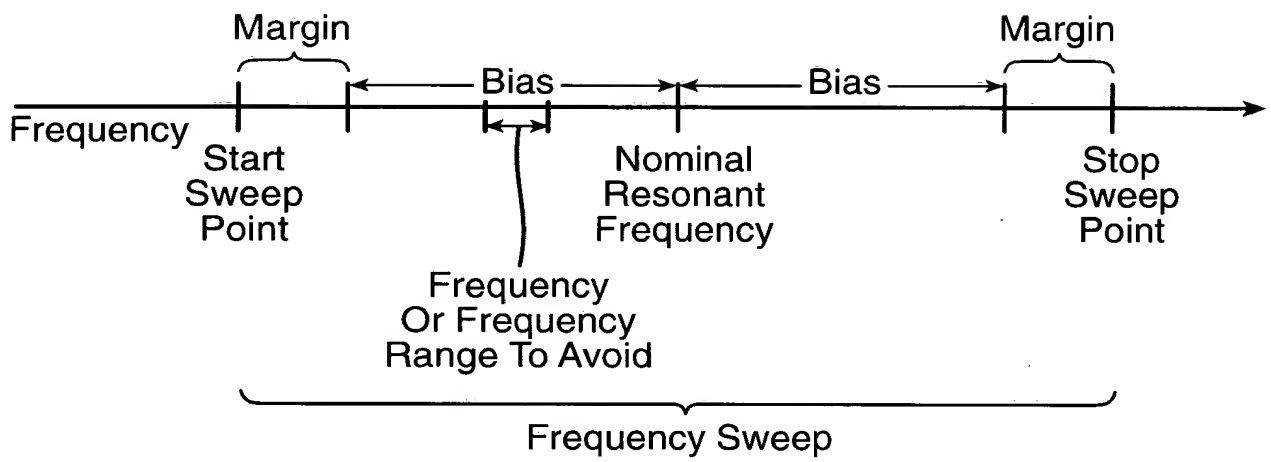 Margin
Margin
Bias
Bias
Frequency
Start
Sweep
Point
Nominal
Resonant
Frequency
Stop
Sweep
Point
Frequency
Or Frequency
Range To Avoid
Frequency Sweep